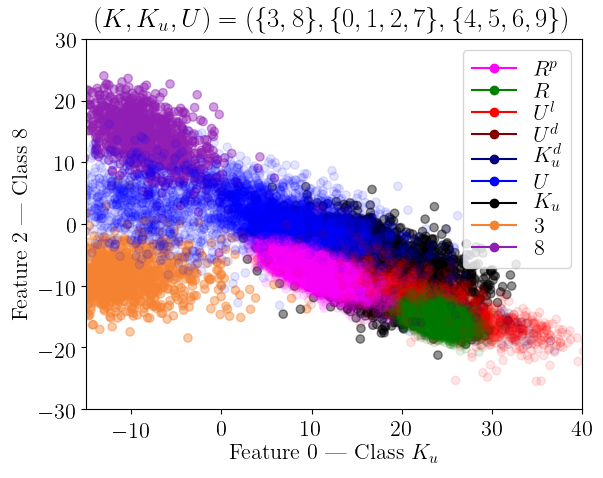 (K, K_u, U) = ({3, 8}, {0, 1, 2, 7}, {4, 5, 6, 9})
30
20
10
0
−10
−20
−30
Feature 2 — Class 8
R^p
R
U^l
U^d
K_u^d
U
K_u
3
8
−10
0
10
20
30
40
Feature 0 — Class K_u